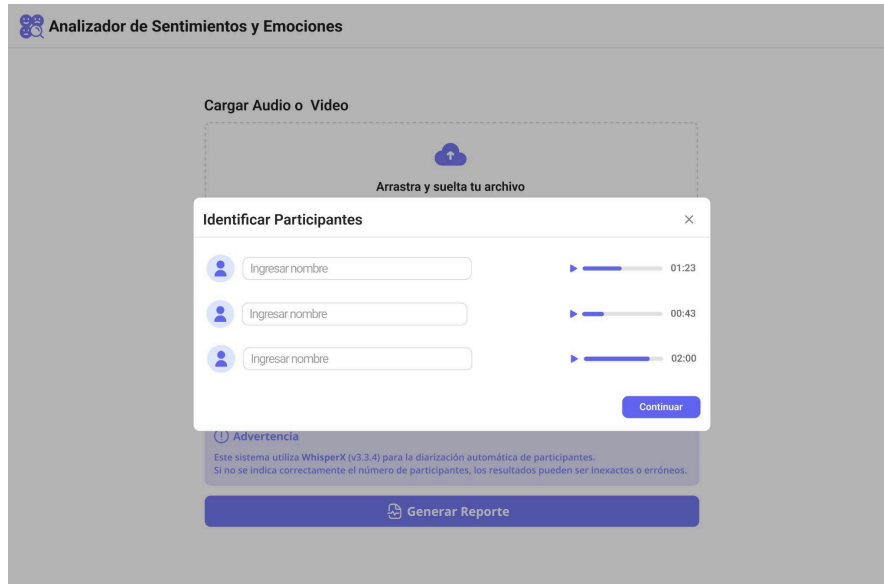 Analizador de Sentimientos y Emociones
Cargar Audio o Video
Arrastra y suelta tu archivo
Identificar Participantes
Ingresar nombre
01:23
Ingresar nombre
00:43
Ingresar nombre
02:00
Continuar
Advertencia
Este sistema utiliza WhisperX (v3.3.4) para la diarización automática de participantes.
Si no se indica correctamente el número de participantes, los resultados pueden ser inexactos o erróneos.
Generar Reporte